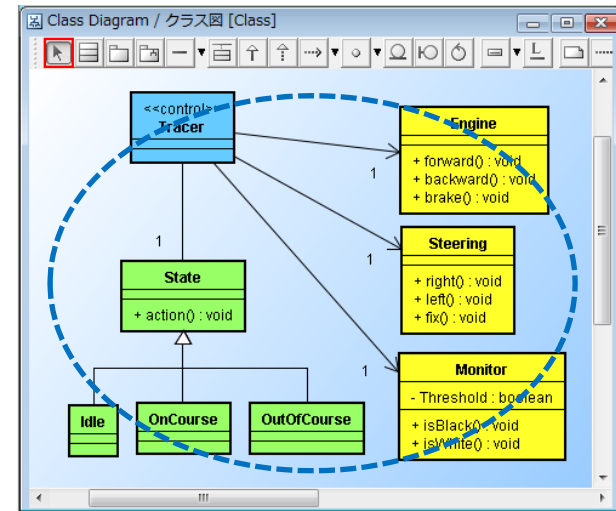 Class Diagram / クラス図 [Class]
<<control>>
Tracer
Engine
+ forward() : void
+ backward() : void
+ brake() : void
1
Steering
+ right() : void
+ left() : void
+ fix() : void
1
1
State
+ action() : void
Monitor
- Threshold : boolean
+ isBlack() : void
+ isWhite() : void
1
Idle
OnCourse
OutOfCourse